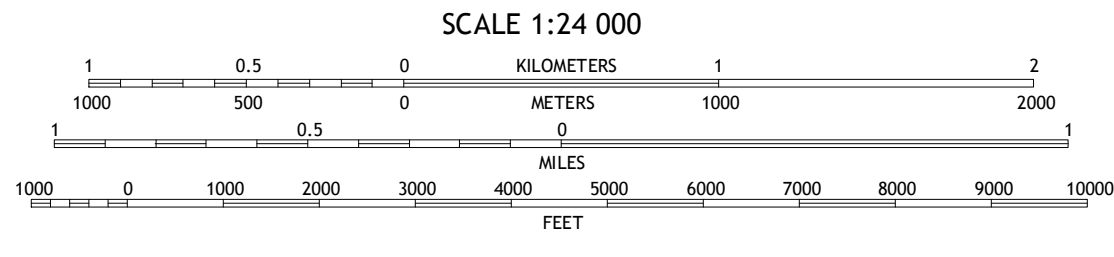 SCALE 1:24 000
1 0.5 0 KILOMETERS 1 2
1000 500 0 METERS 1000 2000
1 0.5 0 1
MILES
1000 0 1000 2000 3000 4000 5000 6000 7000 8000 9000 10000
FEET